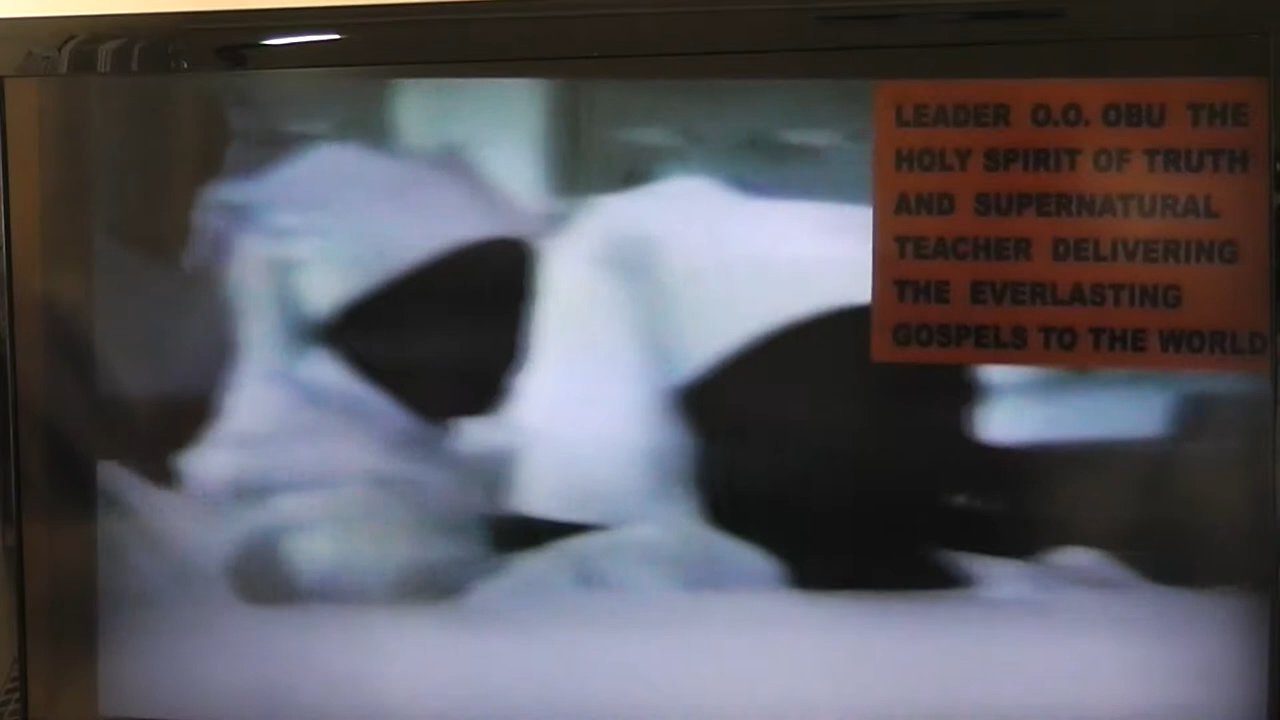 LEADER O.O. OBU THE
HOLY SPIRIT OF TRUTH
AND SUPERNATURAL
TEACHER DELIVERING
THE EVERLASTING
GOSPELS TO THE WORLD